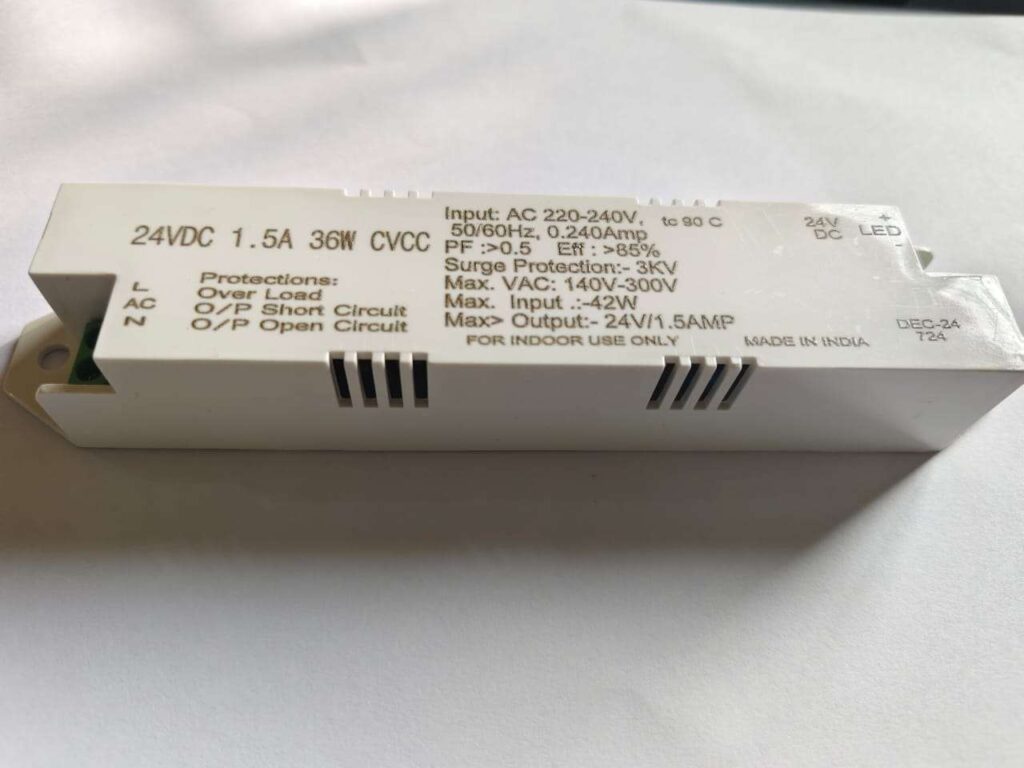 24VDC 1.5A 36W CVCC
L
AC
N
Protections:
Over Load
O/P Short Circuit
O/P Open Circuit
Input: AC 220-240V,
50/60Hz, 0.240Amp
PF :>0.5 Eff : >85%
Surge Protection:- 3KV
Max. VAC: 140V-300V
Max. Input .:-42W
Max> Output:- 24V/1.5AMP
FOR INDOOR USE ONLY
tc 90 C
24V
DC
+
LED
-
MADE IN INDIA
DEC-24
724